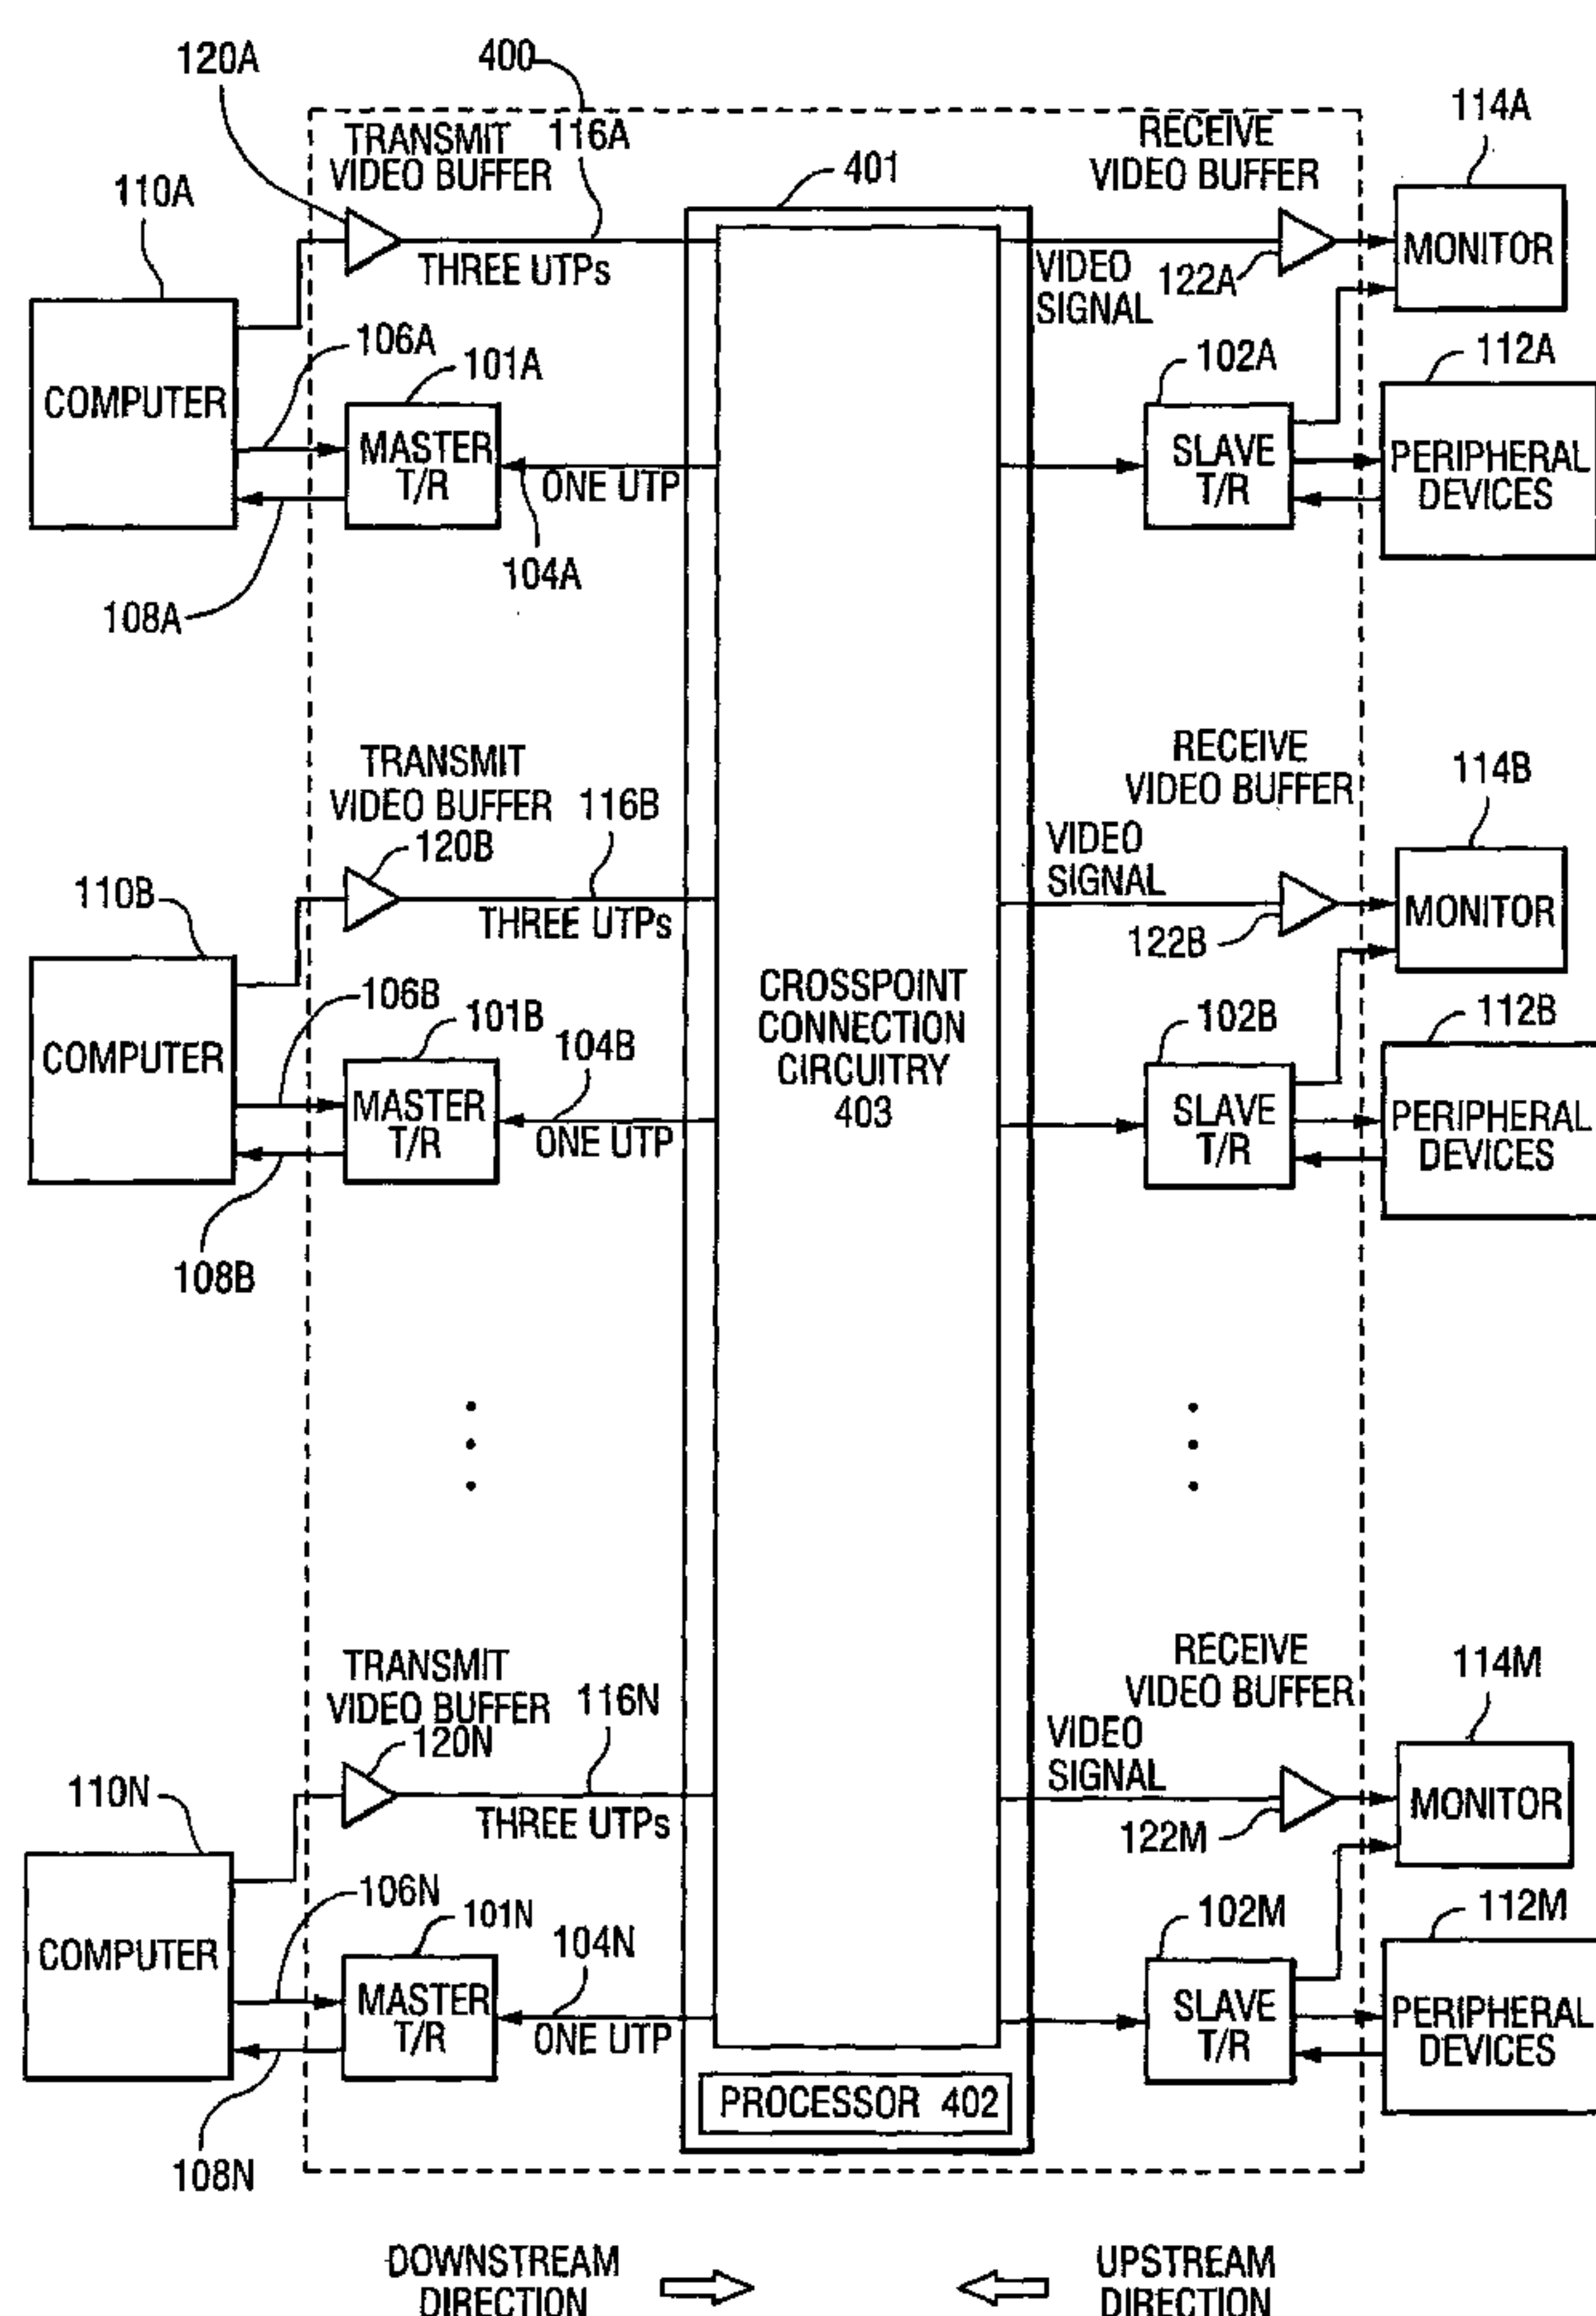 120A
400
TRANSMIT
VIDEO BUFFER
116A
RECEIVE
VIDEO BUFFER
114A
110A
401
THREE UTPs
VIDEO
SIGNAL
122A
MONITOR
COMPUTER
106A
101A
MASTER
T/R
ONE UTP
104A
108A
102A
SLAVE
T/R
112A
PERIPHERAL
DEVICES
TRANSMIT
VIDEO BUFFER
116B
120B
RECEIVE
VIDEO BUFFER
114B
110B
THREE UTPs
VIDEO
SIGNAL
122B
MONITOR
COMPUTER
106B
101B
MASTER
T/R
104B
ONE UTP
108B
CROSSPOINT
CONNECTION
CIRCUITRY
403
102B
SLAVE
T/R
112B
PERIPHERAL
DEVICES
TRANSMIT
VIDEO BUFFER
116N
120N
RECEIVE
VIDEO BUFFER
114M
110N
THREE UTPs
VIDEO
SIGNAL
122M
MONITOR
COMPUTER
106N
101N
MASTER
T/R
104N
ONE UTP
108N
102M
SLAVE
T/R
112M
PERIPHERAL
DEVICES
PROCESSOR 402
DOWNSTREAM
DIRECTION
UPSTREAM
DIRECTION